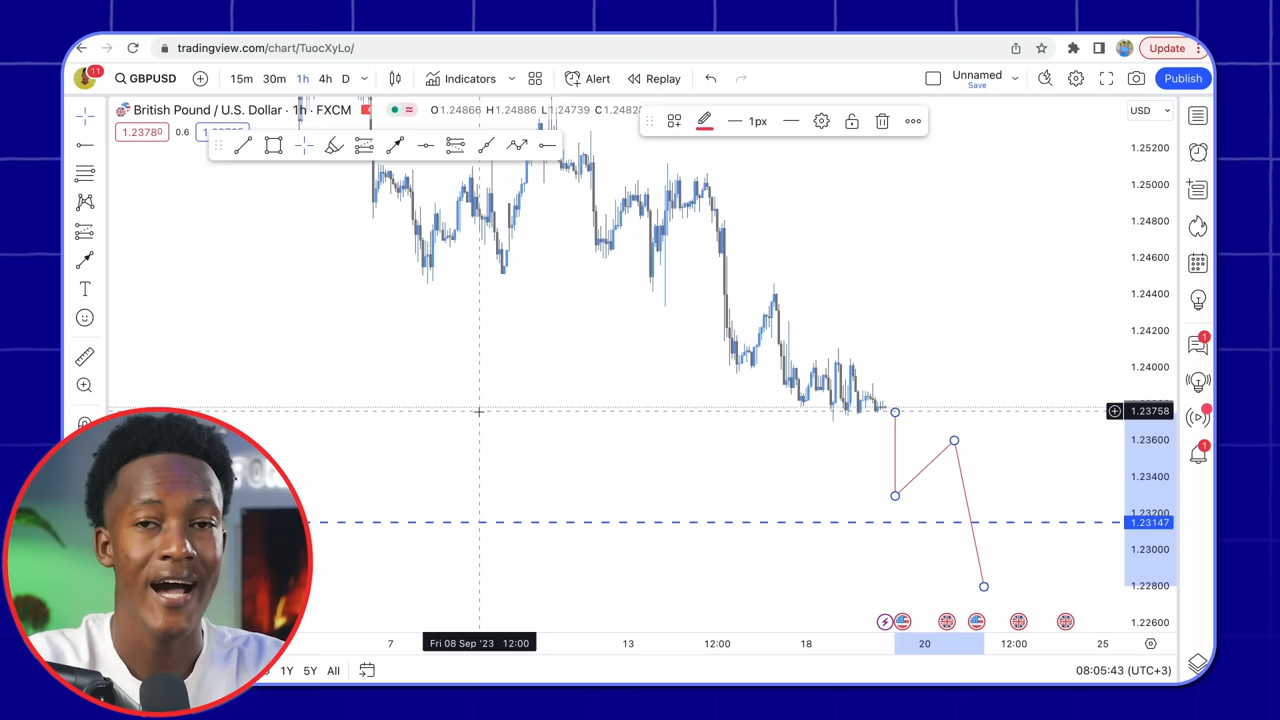 tradingview.com/chart/TuocXyLo/
Update
11
GBPUSD
15m 30m 1h 4h D
Indicators
Alert
Replay
Unnamed
Save
Publish
British Pound / U.S. Dollar · 1h · FXCM
O1.24866 H1.24886 L1.24739
USD
1.23780
0.6
1px
1.25200
1.25000
1.24800
1.24600
1.24400
1.24200
1.24000
1.23758
1.23600
1.23400
1.23200
1.23147
1.23000
1.22800
1.22600
1
1
7
Fri 08 Sep '23 12:00
13
12:00
18
20
12:00
25
1Y 5Y All
08:05:43 (UTC+3)